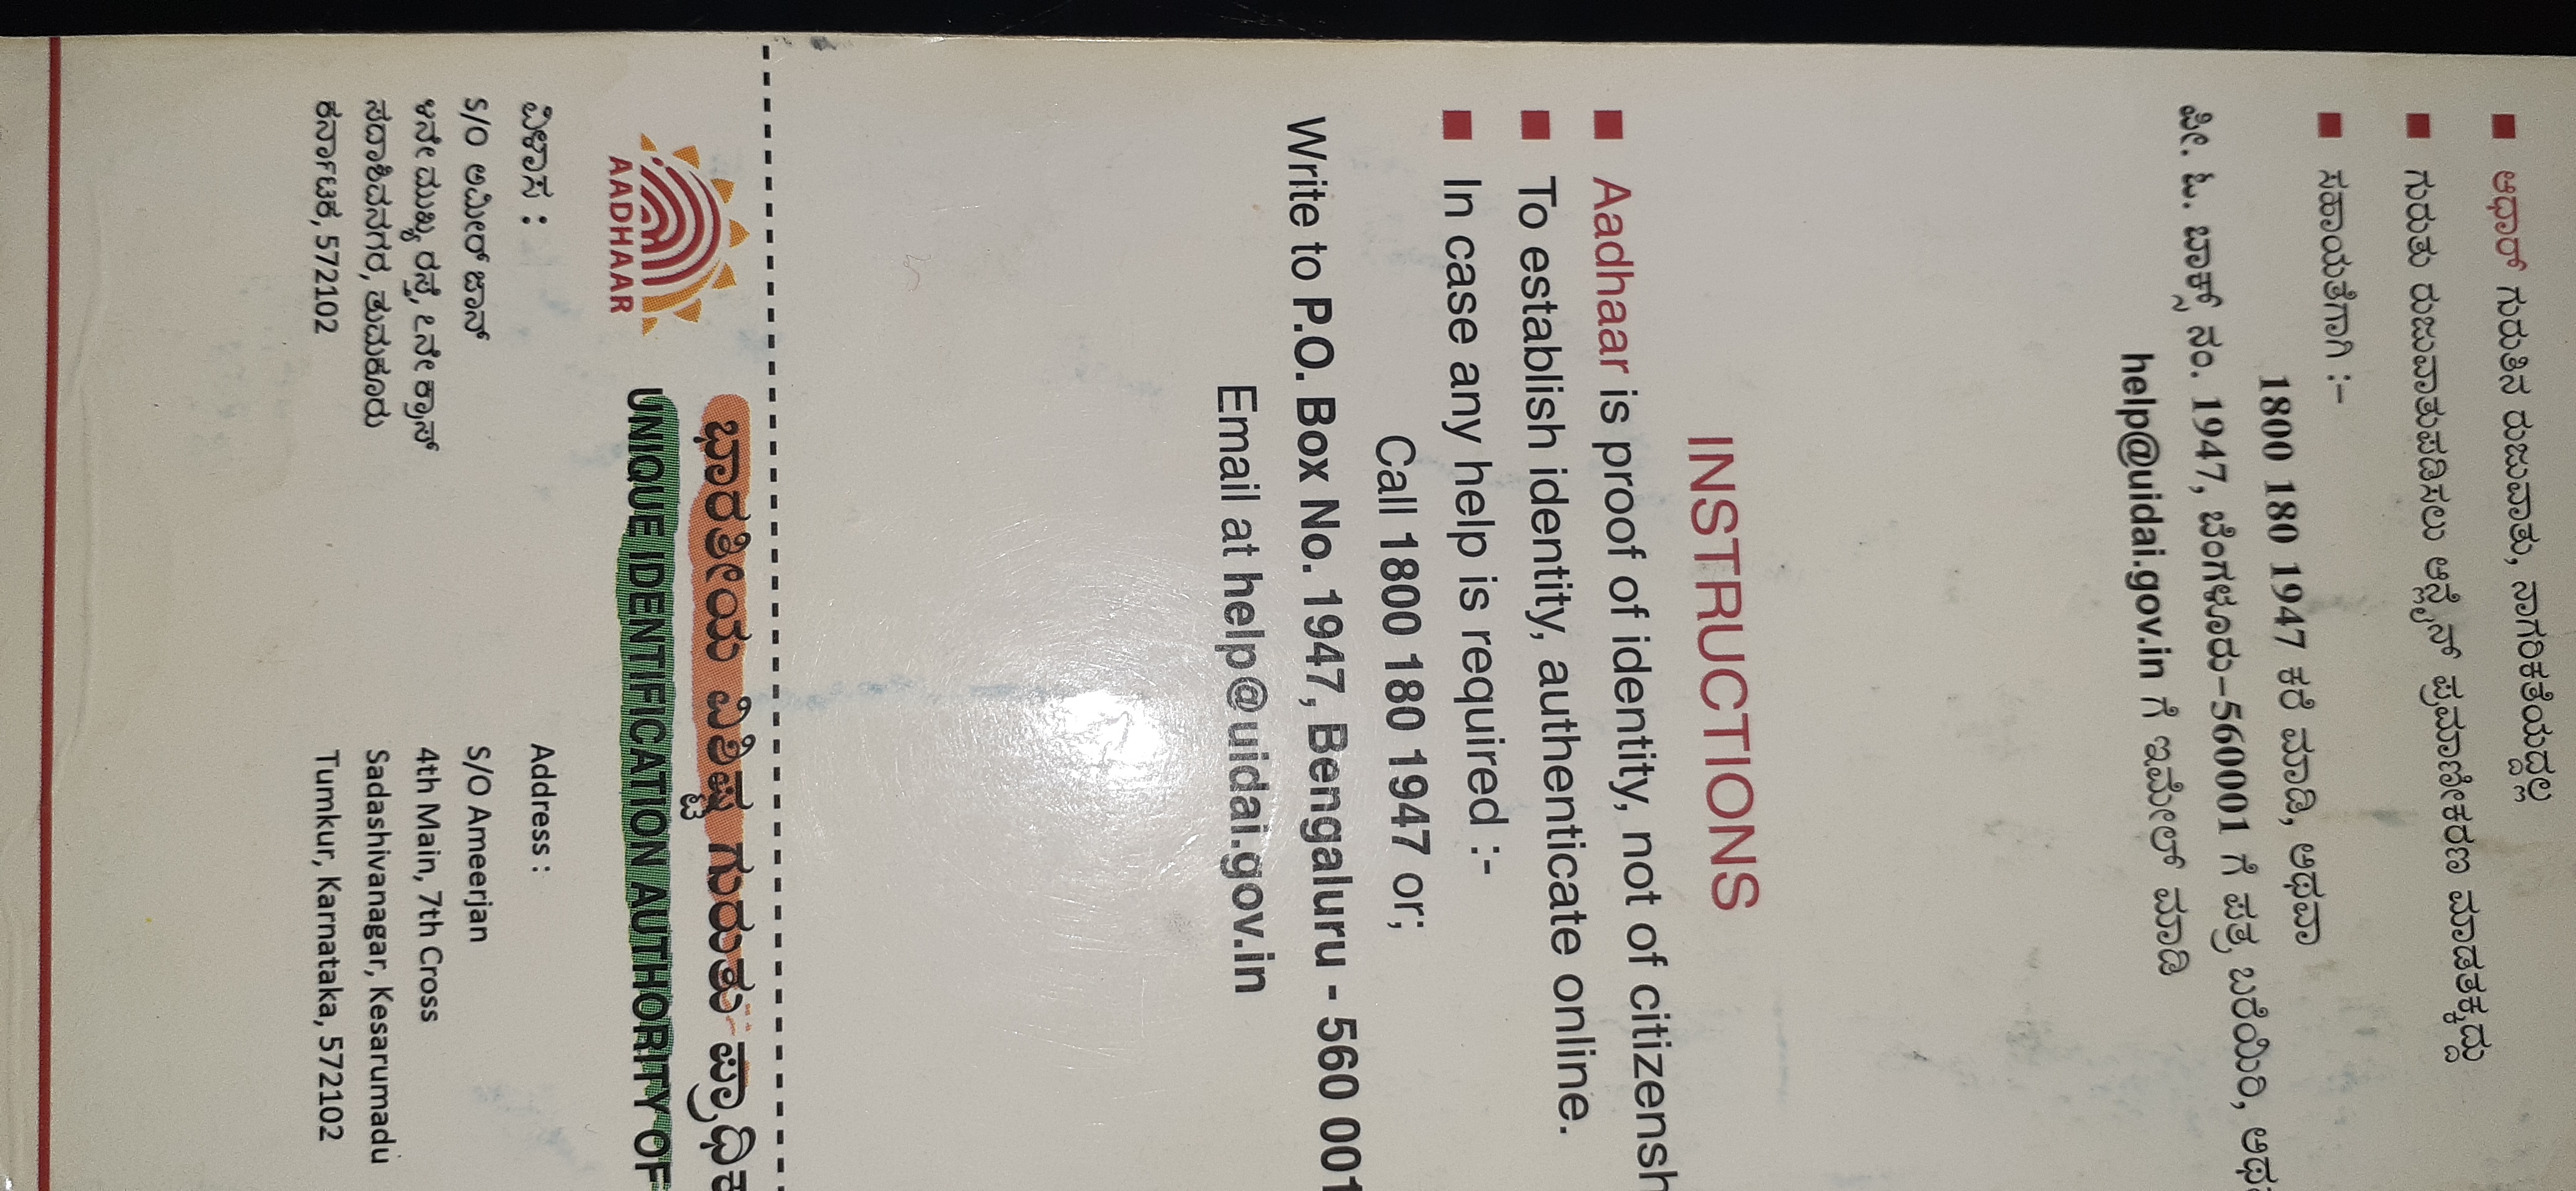 ಆಧಾರ್ ಗುರುತಿನ ರುಜುವಾತು, ನಾಗರಿಕತೆಯದ್ದಲ್ಲ
ಗುರುತು ರುಜುವಾತುಪಡಿಸಲು ಆನ್ಲೈನ್ ಪ್ರಮಾಣೀಕರಣ ಮಾಡತಕ್ಕದ್ದು
ಸಹಾಯತೆಗಾಗಿ :-
1800 180 1947 ಕರೆ ಮಾಡಿ, ಅಥವಾ
ಪೀ. ಓ. ಬಾಕ್ಸ್ ನಂ. 1947, ಬೆಂಗಳೂರು-560001 ಗೆ ಪತ್ರ ಬರೆಯಿರಿ,
help@uidai.gov.in ಗೆ ಇಮೇಲ್ ಮಾಡಿ
INSTRUCTIONS
Aadhaar is proof of identity, not of citizensh
To establish identity, authenticate online.
In case any help is required :-
Call 1800 180 1947 or;
Write to P.O. Box No. 1947, Bengaluru - 560 001
Email at help@uidai.gov.in
ಭಾರತೀಯ ವಿಶಿಷ್ಟ ಗುರುತು ಪ್ರಾಧಿಕ
UNIQUE IDENTIFICATION AUTHORITY OF
AADHAAR
ವಿಳಾಸ :
S/O ಅಮೀರ್ ಜಾನ್
೪ನೇ ಮುಖ್ಯ ರಸ್ತೆ, ೭ನೇ ಕ್ರಾಸ್
ಸದಾಶಿವನಗರ, ತುಮಕೂರು
ಕರ್ನಾಟಕ, 572102
Address :
S/O Ameerjan
4th Main, 7th Cross
Sadashivanagar, Kesarumadu
Tumkur, Karnataka, 572102